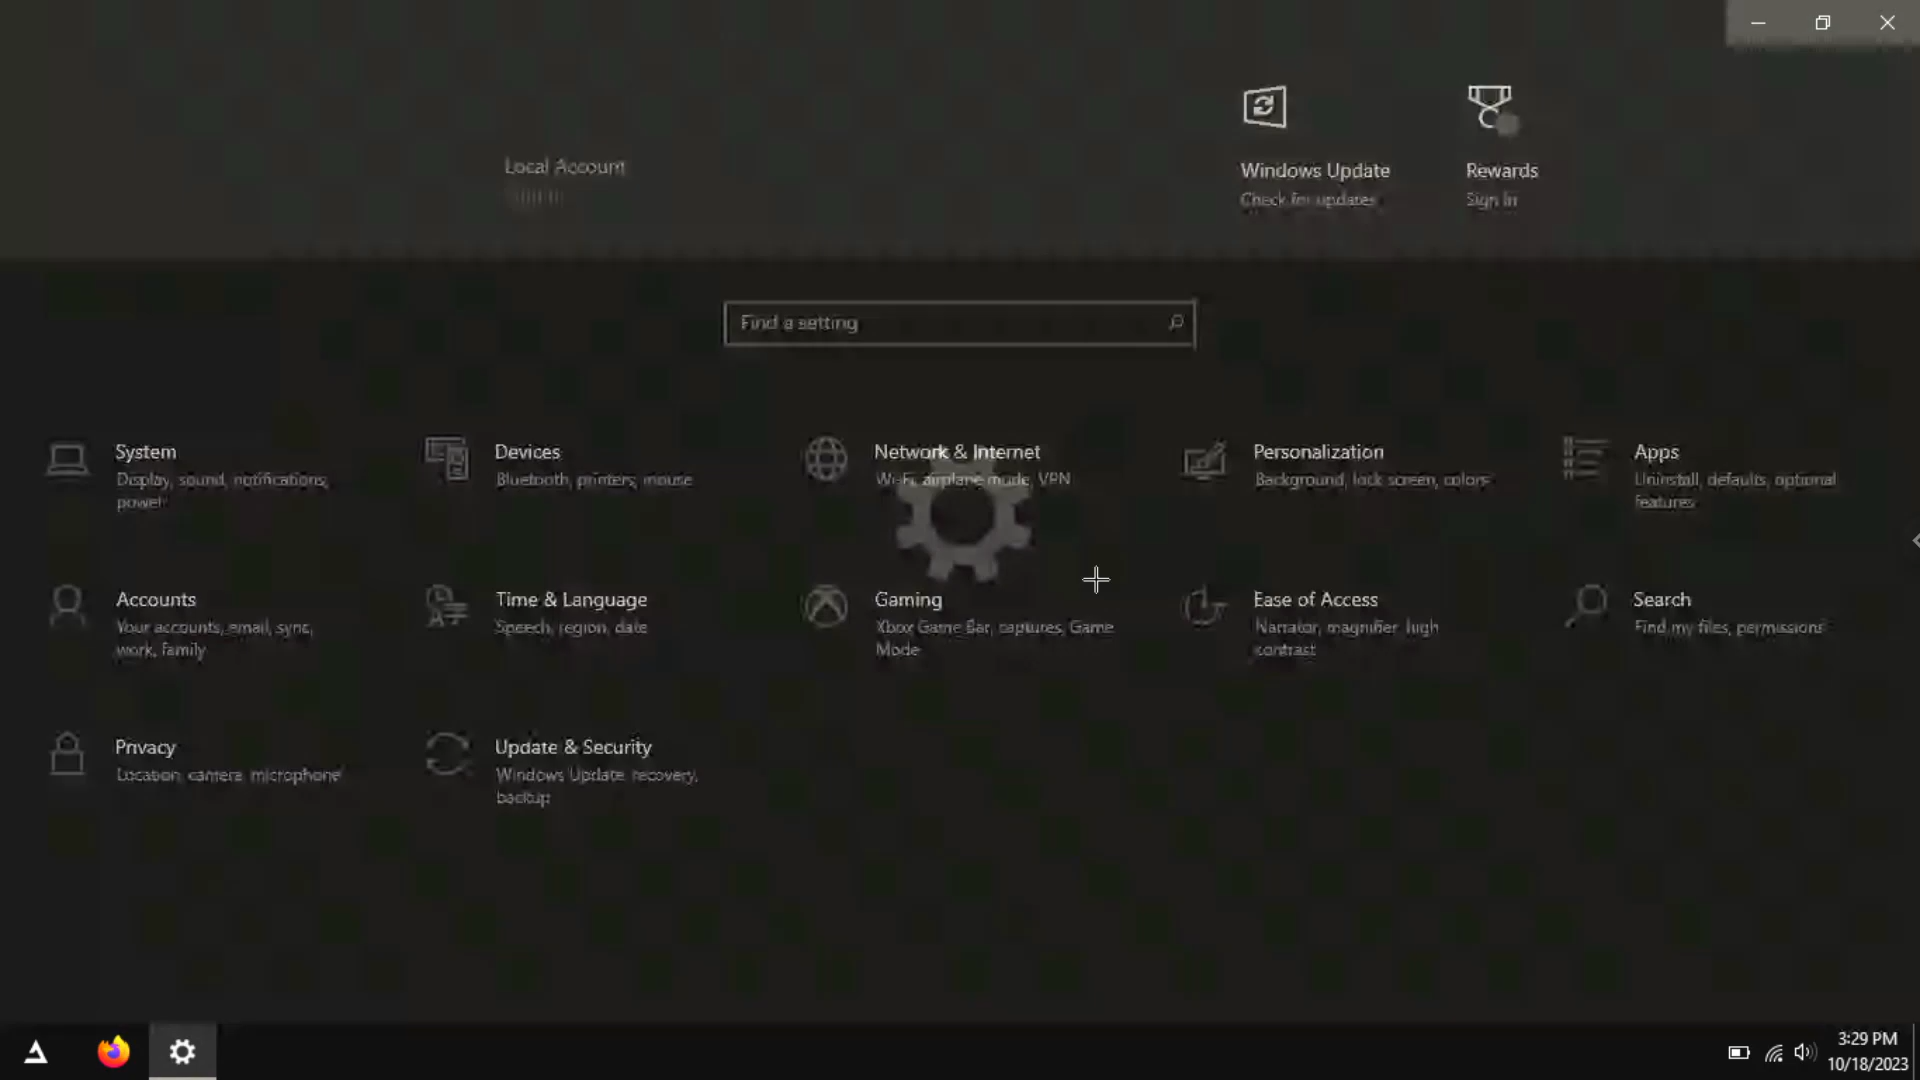 Local Account
Windows Update
Check for updates
Rewards
Sign in
Find a setting
System
Display, sound, notifications,
power
Devices
Bluetooth, printers, mouse
Network & Internet
Wi-Fi, airplane mode, VPN
Personalization
Background, lock screen, colors
Apps
Uninstall, defaults, optional
features
Accounts
Your accounts, email, sync,
work, family
Time & Language
Speech, region, date
Gaming
Xbox Game Bar, captures, Game
Mode
Ease of Access
Narrator, magnifier, high
contrast
Search
Find my files, permissions
Privacy
Location, camera, microphone
Update & Security
Windows Update, recovery,
backup
3:29 PM
10/18/2023